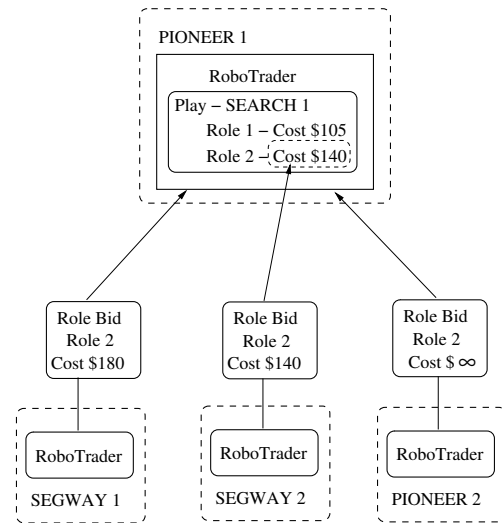 PIONEER 1
RoboTrader
Play – SEARCH 1
Role 1 – Cost $105
Role 2 – Cost $140
Role Bid
Role 2
Cost $180
Role Bid
Role 2
Cost $140
Role Bid
Role 2
Cost $ ∞
RoboTrader
RoboTrader
RoboTrader
SEGWAY 1
SEGWAY 2
PIONEER 2